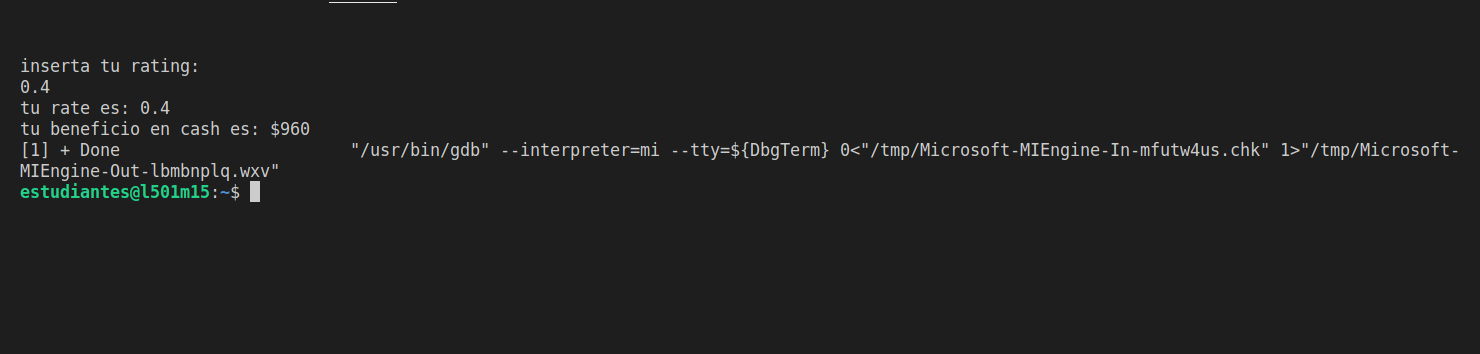 inserta tu rating:
0.4
tu rate es: 0.4
tu beneficio en cash es: $960
[1] + Done                       "/usr/bin/gdb" --interpreter=mi --tty=${DbgTerm} 0<"/tmp/Microsoft-MIEngine-In-mfutw4us.chk" 1>"/tmp/Microsoft-
MIEngine-Out-lbmbnplq.wxv"
estudiantes@l501m15:~$